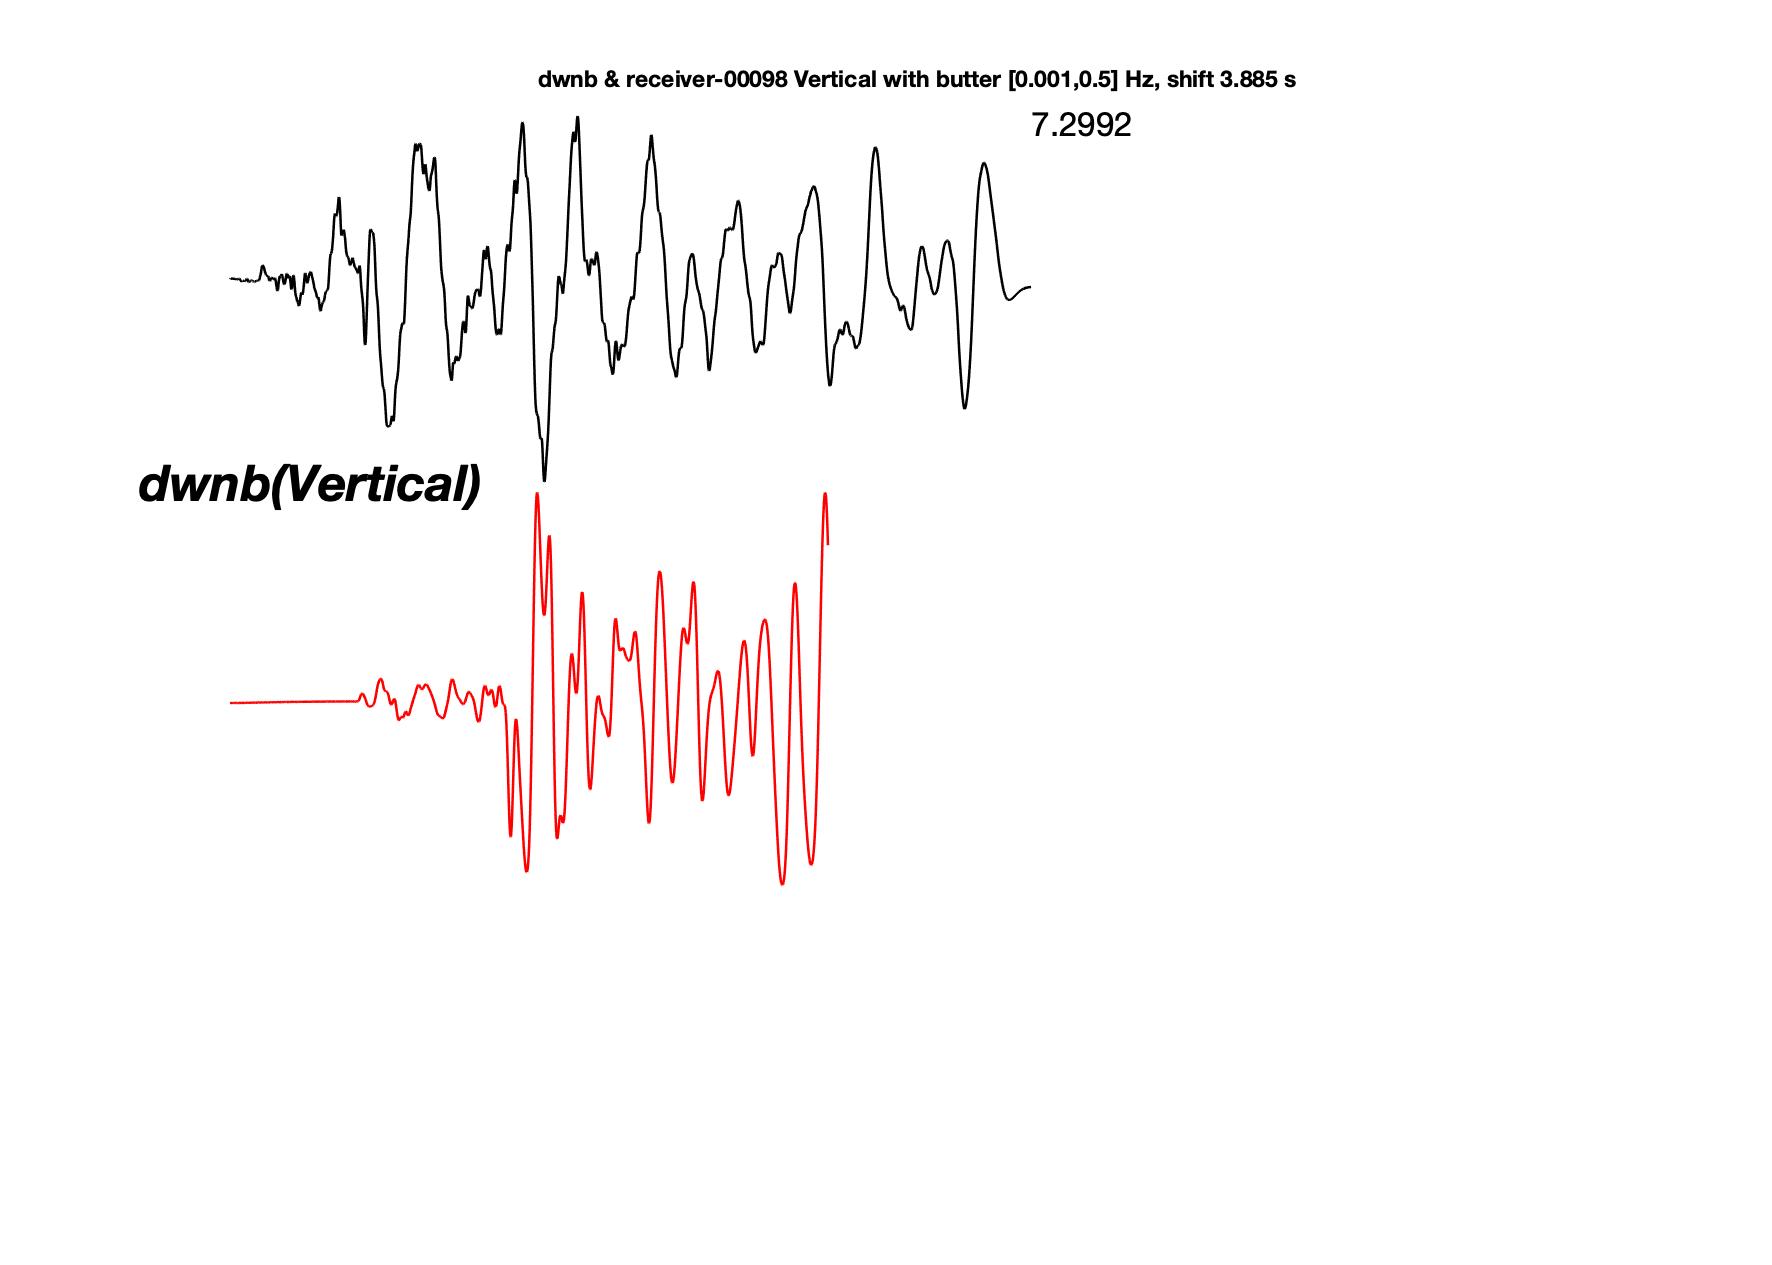 dwnb & receiver-00098 Vertical with butter [0.001,0.5] Hz, shift 3.885 s
7.2992
dwnb(Vertical)